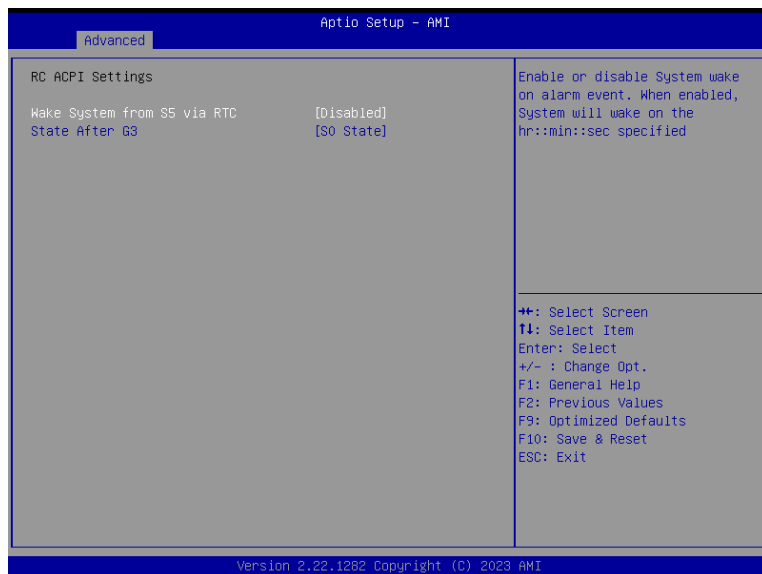 Aptio Setup – AMI
Advanced
RC ACPI Settings
Wake System from S5 via RTC [Disabled]
State After G3 [S0 State]
Enable or disable System wake
on alarm event. When enabled,
System will wake on the
hr::min::sec specified
→←: Select Screen
↑↓: Select Item
Enter: Select
+/- : Change Opt.
F1: General Help
F2: Previous Values
F9: Optimized Defaults
F10: Save & Reset
ESC: Exit
Version 2.22.1282 Copyright (C) 2023 AMI